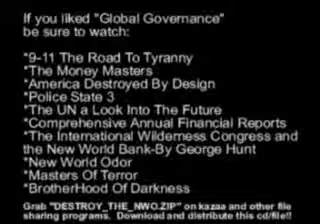 If you liked "Global Governance"
be sure to watch:
*9-11 The Road To Tyranny
*The Money Masters
*America Destroyed By Design
*Police State 3
*The UN a Look Into The Future
*Comprehensive Annual Financial Reports
*The International Wilderness Congress and
the New World Bank-By George Hunt
*New World Odor
*Masters Of Terror
*BrotherHood Of Darkness
Grab "DESTROY_THE_NWO.ZIP" on kazaa and other file
sharing programs. Download and distribute this cd/file!!